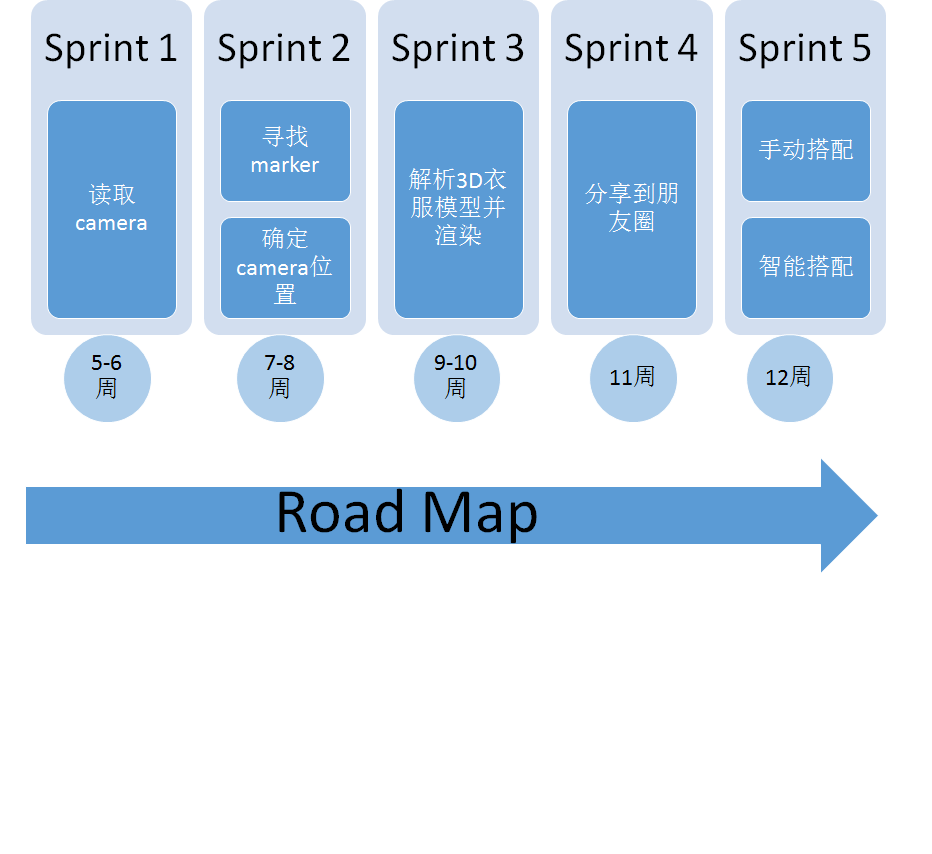 Sprint 1
读取
camera
5-6
周
Sprint 2
寻找
marker
确定
camera位
置
7-8
周
Sprint 3
解析3D衣
服模型并
渲染
9-10
周
Sprint 4
分享到朋
友圈
11周
Sprint 5
手动搭配
智能搭配
12周
Road Map